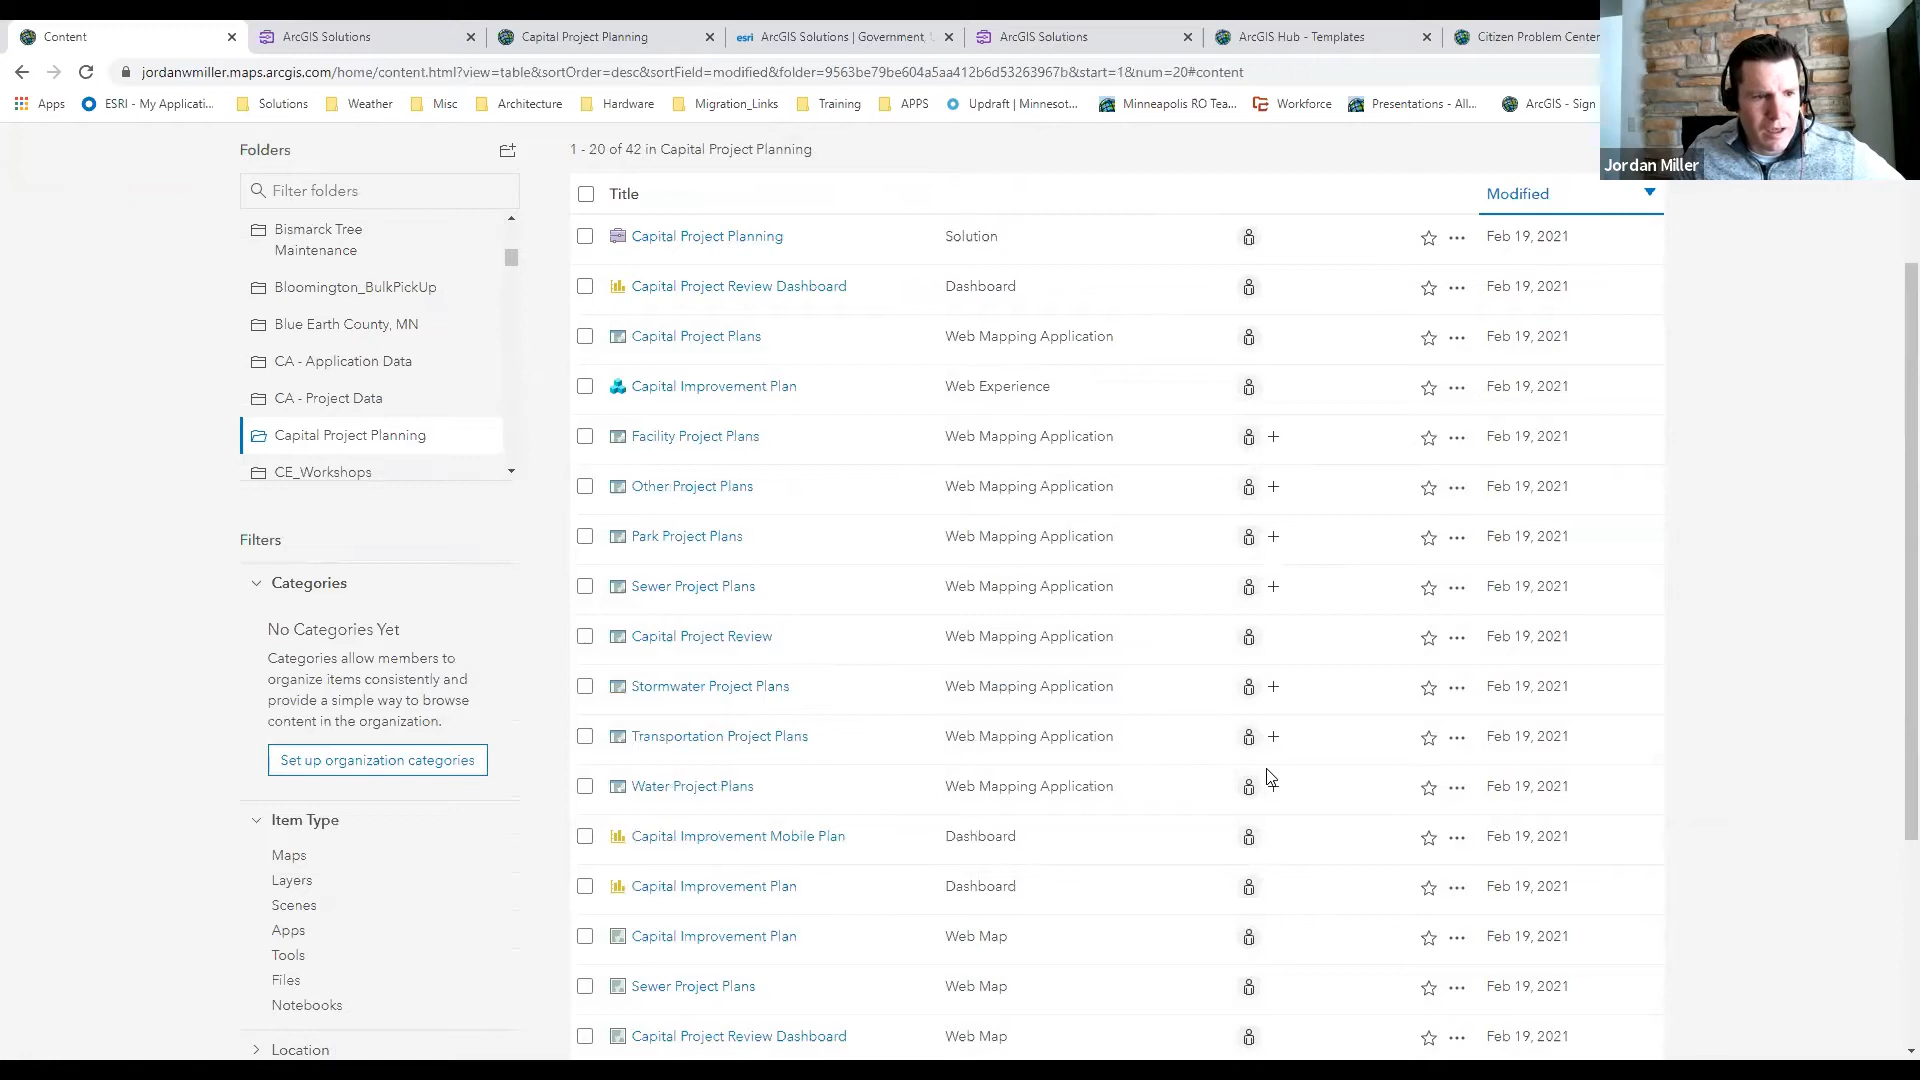 Content
ArcGIS Solutions
Capital Project Planning
esri ArcGIS Solutions | Government,
ArcGIS Solutions
ArcGIS Hub - Templates
Citizen Problem Center
jordanwmiller.maps.arcgis.com/home/content.html?view=table&sortOrder=desc&sortField=modified&folder=9563be79be604a5aa412b6d53263967b&start=1&num=20#content
Apps
ESRI - My Applicati...
Solutions
Weather
Misc
Architecture
Hardware
Migration_Links
Training
APPS
Updraft | Minnesot...
Minneapolis RO Tea...
Workforce
Presentations - All...
ArcGIS - Sign
Jordan Miller
Folders
Filter folders
Bismarck Tree
Maintenance
Bloomington_BulkPickUp
Blue Earth County, MN
CA - Application Data
CA - Project Data
Capital Project Planning
CE_Workshops
Filters
Categories
No Categories Yet
Categories allow members to
organize items consistently and
provide a simple way to browse
content in the organization.
Set up organization categories
Item Type
Maps
Layers
Scenes
Apps
Tools
Files
Notebooks
Location
1 - 20 of 42 in Capital Project Planning
Title Modified
Capital Project Planning Solution Feb 19, 2021
Capital Project Review Dashboard Dashboard Feb 19, 2021
Capital Project Plans Web Mapping Application Feb 19, 2021
Capital Improvement Plan Web Experience Feb 19, 2021
Facility Project Plans Web Mapping Application Feb 19, 2021
Other Project Plans Web Mapping Application Feb 19, 2021
Park Project Plans Web Mapping Application Feb 19, 2021
Sewer Project Plans Web Mapping Application Feb 19, 2021
Capital Project Review Web Mapping Application Feb 19, 2021
Stormwater Project Plans Web Mapping Application Feb 19, 2021
Transportation Project Plans Web Mapping Application Feb 19, 2021
Water Project Plans Web Mapping Application Feb 19, 2021
Capital Improvement Mobile Plan Dashboard Feb 19, 2021
Capital Improvement Plan Dashboard Feb 19, 2021
Capital Improvement Plan Web Map Feb 19, 2021
Sewer Project Plans Web Map Feb 19, 2021
Capital Project Review Dashboard Web Map Feb 19, 2021